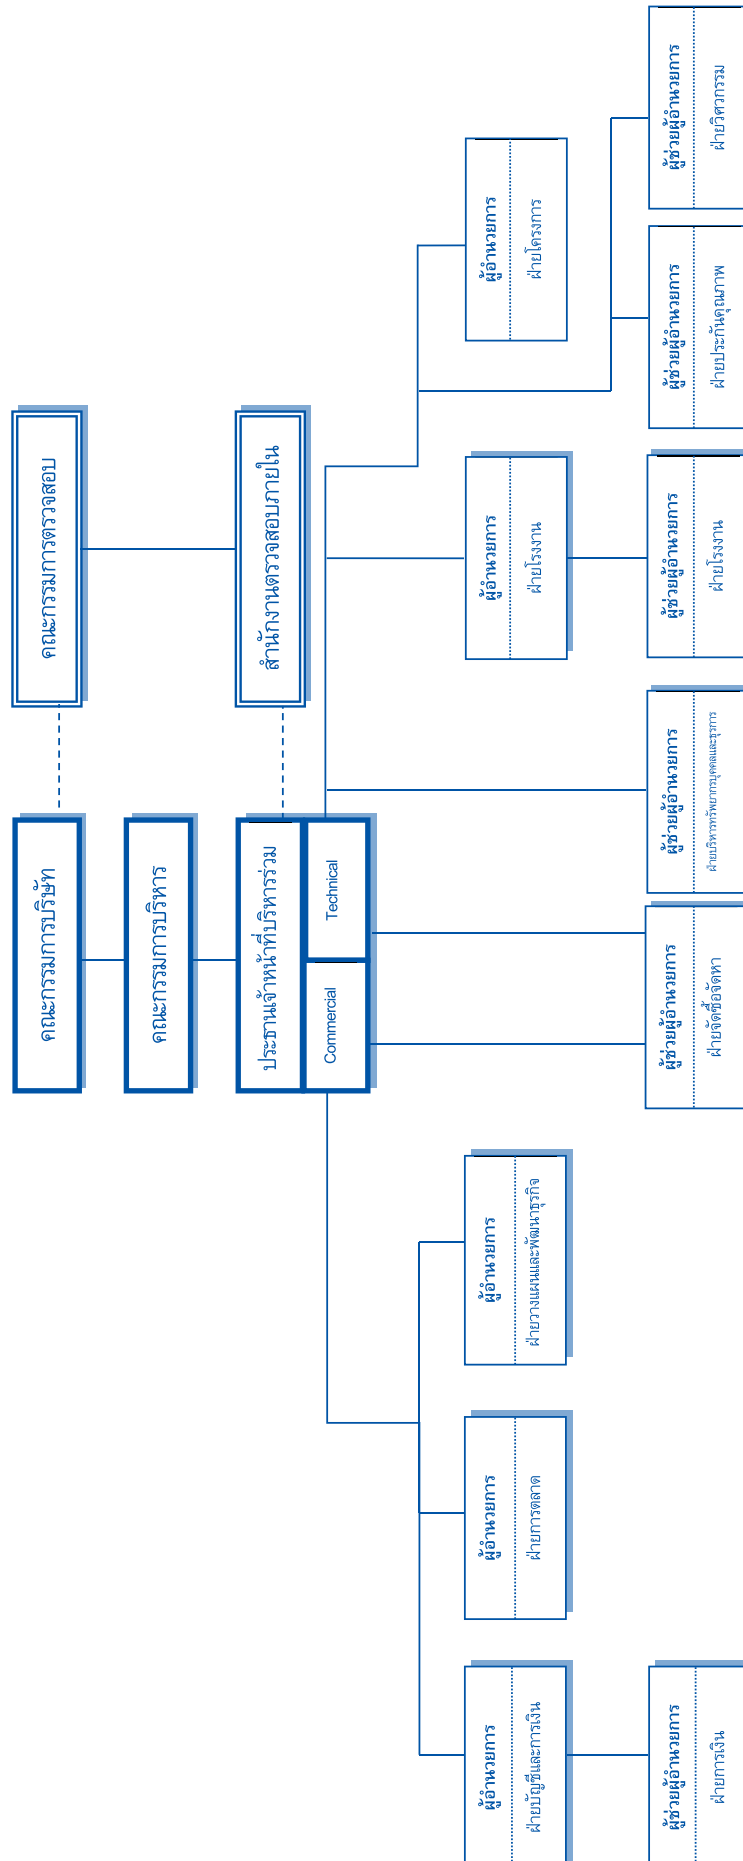 คณะกรรมการบริษัท
คณะกรรมการตรวจสอบ
คณะกรรมการบริหาร
ประธานเจ้าหน้าที่บริหารร่วม
Commercial
Technical
สำนักงานตรวจสอบภายใน
ผู้อำนวยการ
ฝ่ายบัญชีและการเงิน
ผู้อำนวยการ
ฝ่ายการตลาด
ผู้อำนวยการ
ฝ่ายวางแผนและพัฒนาธุรกิจ
ผู้อำนวยการ
ฝ่ายโรงงาน
ผู้อำนวยการ
ฝ่ายโครงการ
ผู้ช่วยผู้อำนวยการ
ฝ่ายการเงิน
ผู้ช่วยผู้อำนวยการ
ฝ่ายจัดซื้อจัดหา
ผู้ช่วยผู้อำนวยการ
ฝ่ายบริหารทรัพยากรบุคคลและธุรการ
ผู้ช่วยผู้อำนวยการ
ฝ่ายโรงงาน
ผู้ช่วยผู้อำนวยการ
ฝ่ายประกันคุณภาพ
ผู้ช่วยผู้อำนวยการ
ฝ่ายวิศวกรรม